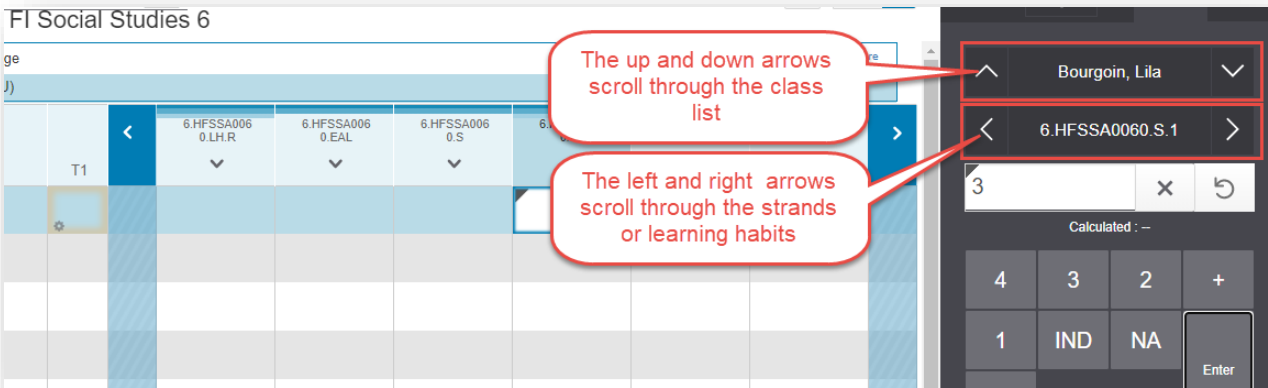 FI Social Studies 6
ge
re
J)
T1
6.HFSSA006
0.LH.R
6.HFSSA006
0.EAL
6.HFSSA006
0.S
The up and down arrows
scroll through the class
list
The left and right arrows
scroll through the strands
or learning habits
Bourgoin, Lila
6.HFSSA0060.S.1
3
Calculated : --
4 3 2 +
1 IND NA
Enter